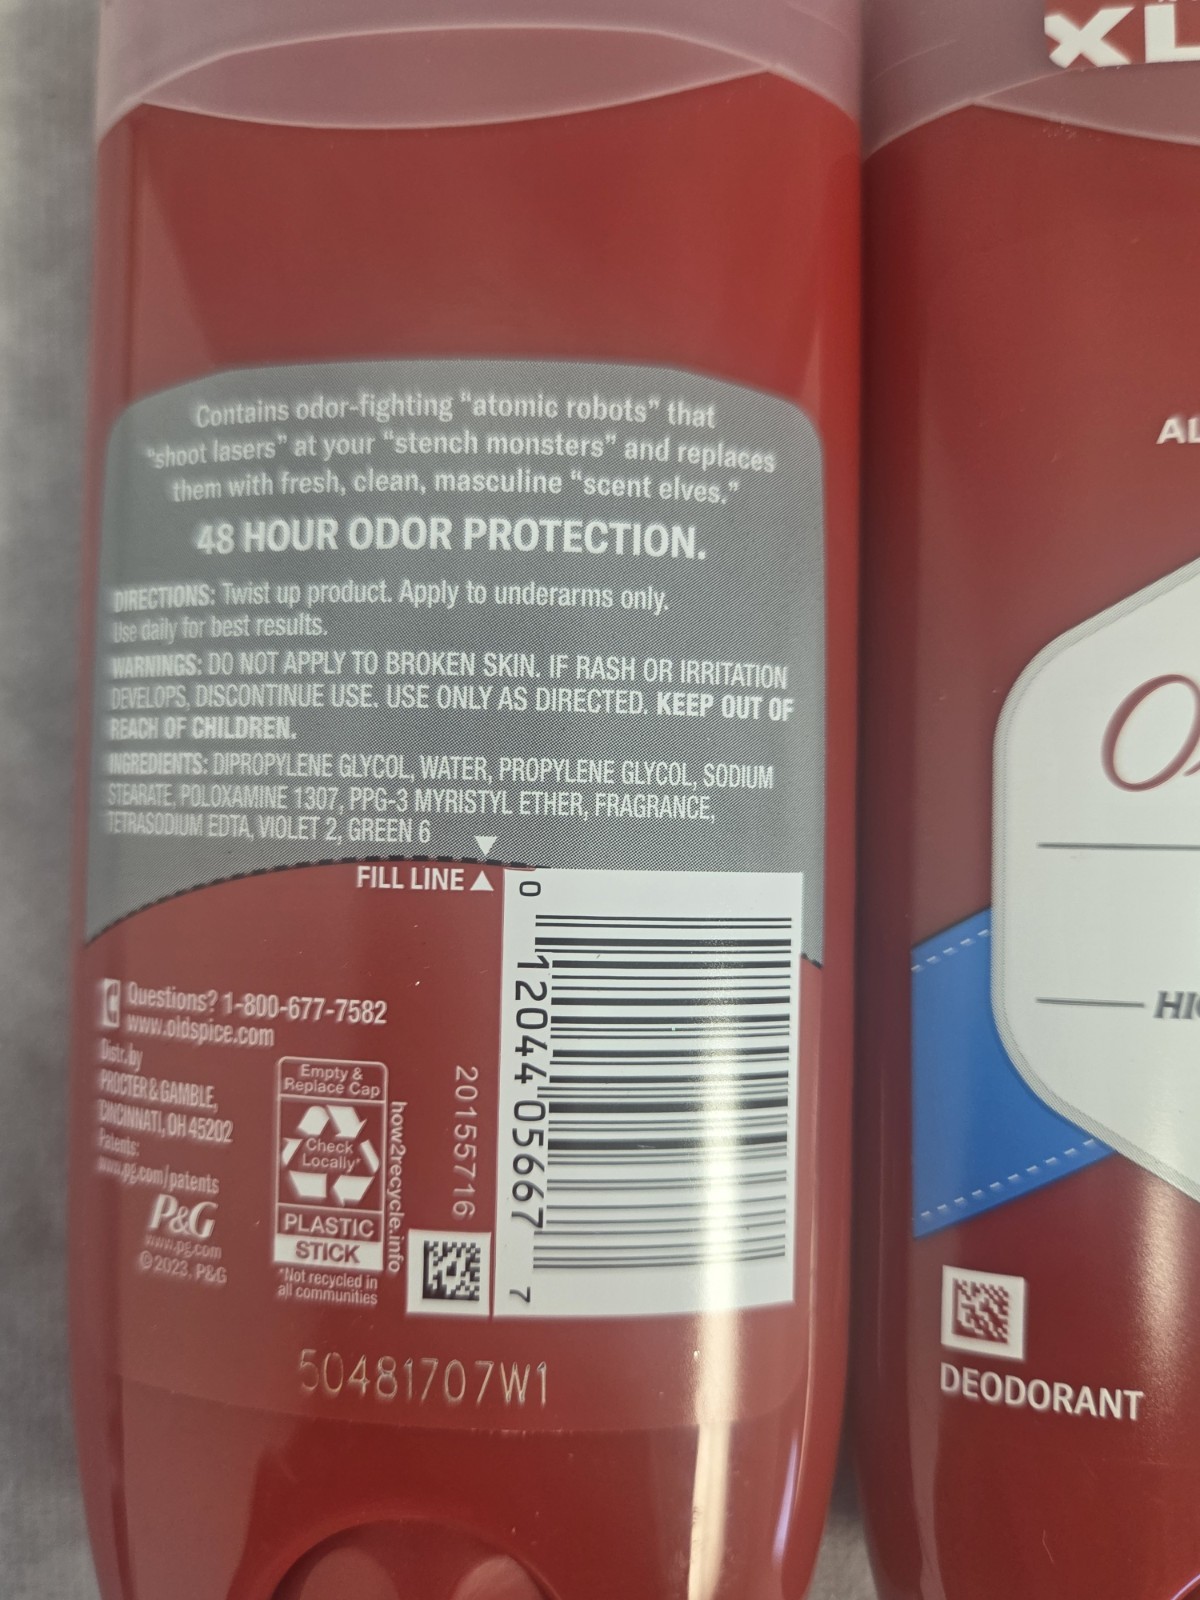 Contains odor-fighting “atomic robots” that
“shoot lasers” at your “stench monsters” and replaces
them with fresh, clean, masculine “scent elves.”
48 HOUR ODOR PROTECTION.
DIRECTIONS: Twist up product. Apply to underarms only.
Use daily for best results.
WARNINGS: DO NOT APPLY TO BROKEN SKIN. IF RASH OR IRRITATION
DEVELOPS, DISCONTINUE USE. USE ONLY AS DIRECTED. KEEP OUT OF
REACH OF CHILDREN.
INGREDIENTS: DIPROPYLENE GLYCOL, WATER, PROPYLENE GLYCOL, SODIUM
STEARATE, POLOXAMINE 1307, PPG-3 MYRISTYL ETHER, FRAGRANCE,
TETRASODIUM EDTA, VIOLET 2, GREEN 6
FILL LINE
0 12044 05667 7
Questions? 1-800-677-7582
www.oldspice.com
Distr. by
PROCTER & GAMBLE,
CINCINNATI, OH 45202
Patents:
www.pg.com/patents
P&G
www.pg.com
© 2023. P&G
Empty &
Replace Cap
Check
Locally*
PLASTIC
STICK
*Not recycled in
all communities
how2recycle.info
20155716
50481707W1
XL
AL
O
HI
DEODORANT